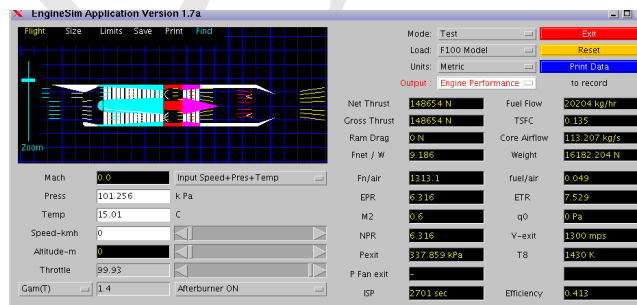 EngineSim Application Version 1.7a
Flight Size Limits Save Print Find
Zoom
Mode: Test Exit
Load: F100 Model Reset
Units: Metric Print Data
Output : Engine Performance to record
Net Thrust 148654 N Fuel Flow 20204 kg/hr
Gross Thrust 148654 N TSFC 0.135
Ram Drag 0 N Core Airflow 113.207 kg/s
Fnet / W 9.186 Weight 16182.204 N
Fn/air 1313.1 fuel/air 0.049
EPR 6.316 ETR 7.529
M2 0.6 q0 0 Pa
NPR 6.316 V-exit 1300 mps
Pexit 337.859 kPa T8 1430 K
P Fan exit -
ISP 2701 sec Efficiency 0.413
Mach 0.0 Input Speed+Pres+Temp
Press 101.256 k Pa
Temp 15.01 C
Speed-kmh 0
Altitude-m 0
Throttle 99.93
Gam(T) 1.4 Afterburner ON